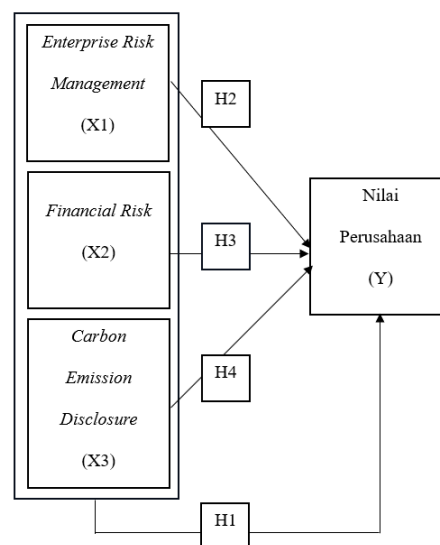 Enterprise Risk
Management
(X1)
H2
Nilai
Perusahaan
(Y)
Financial Risk
(X2)
H3
Carbon
Emission
Disclosure
(X3)
H4
H1